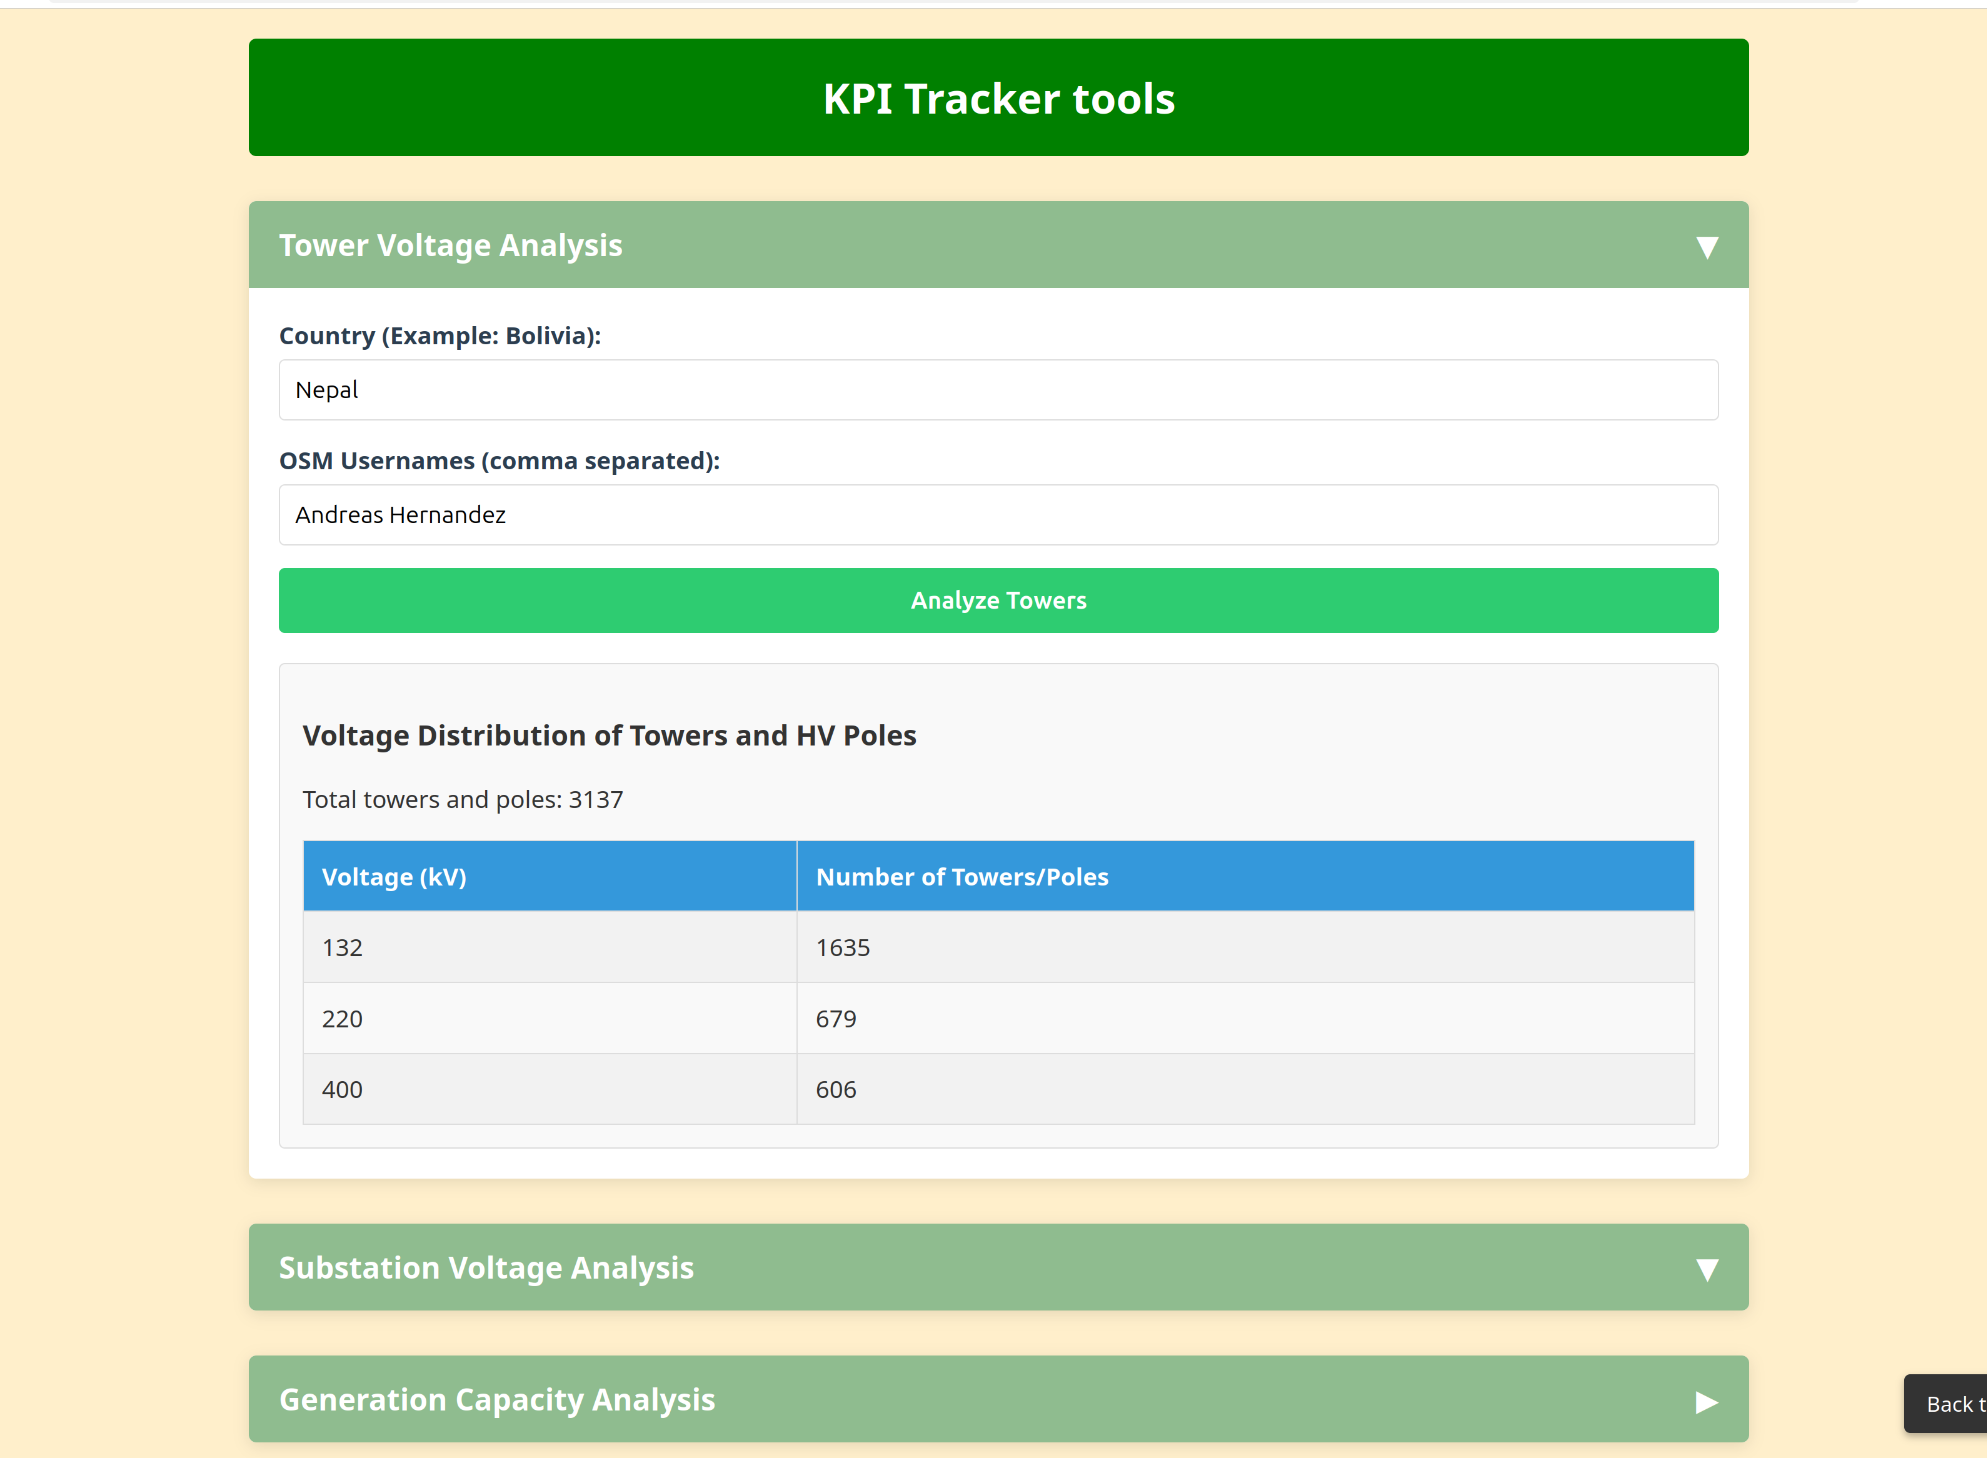 KPI Tracker tools
Tower Voltage Analysis ▼
Country (Example: Bolivia):
Nepal
OSM Usernames (comma separated):
Andreas Hernandez
Analyze Towers
Voltage Distribution of Towers and HV Poles
Total towers and poles: 3137
Voltage (kV) Number of Towers/Poles
132 1635
220 679
400 606
Substation Voltage Analysis ▼
Generation Capacity Analysis ▶
Back t